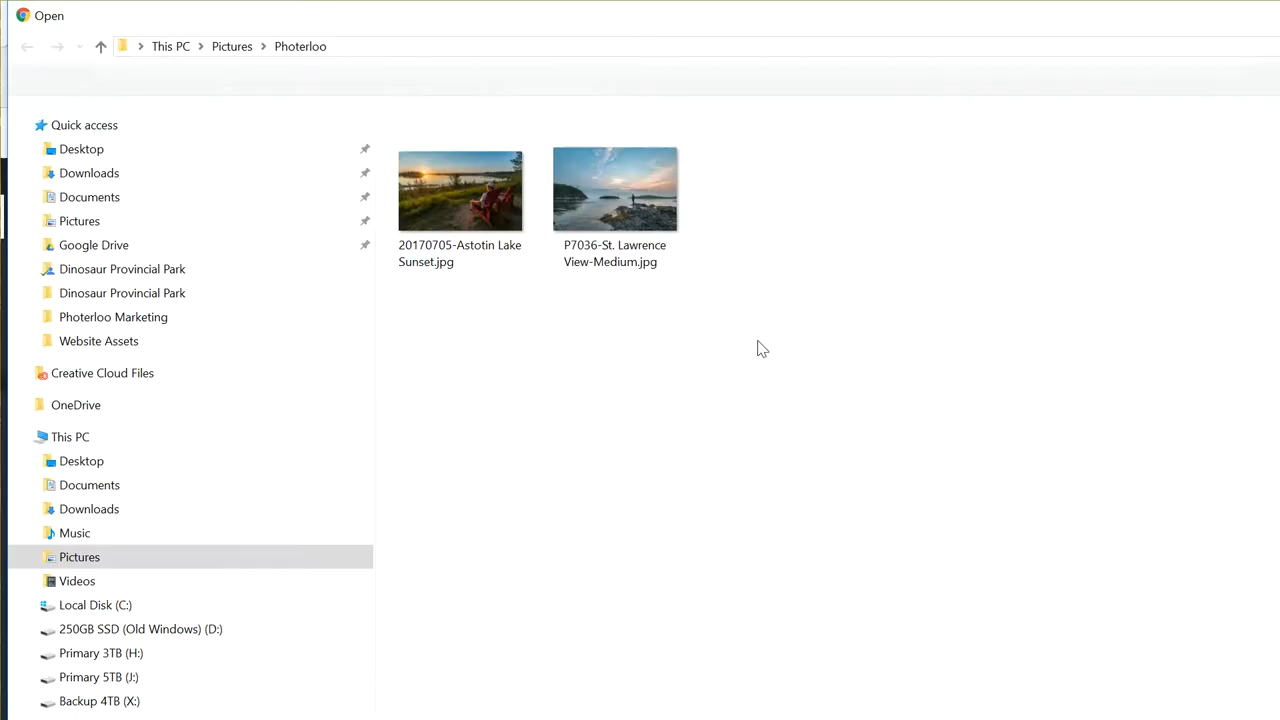 Open
This PC > Pictures > Photerloo
Quick access
Desktop
Downloads
Documents
Pictures
Google Drive
Dinosaur Provincial Park
Dinosaur Provincial Park
Photerloo Marketing
Website Assets
Creative Cloud Files
OneDrive
This PC
Desktop
Documents
Downloads
Music
Pictures
Videos
Local Disk (C:)
250GB SSD (Old Windows) (D:)
Primary 3TB (H:)
Primary 5TB (J:)
Backup 4TB (X:)
20170705-Astotin Lake
Sunset.jpg
P7036-St. Lawrence
View-Medium.jpg